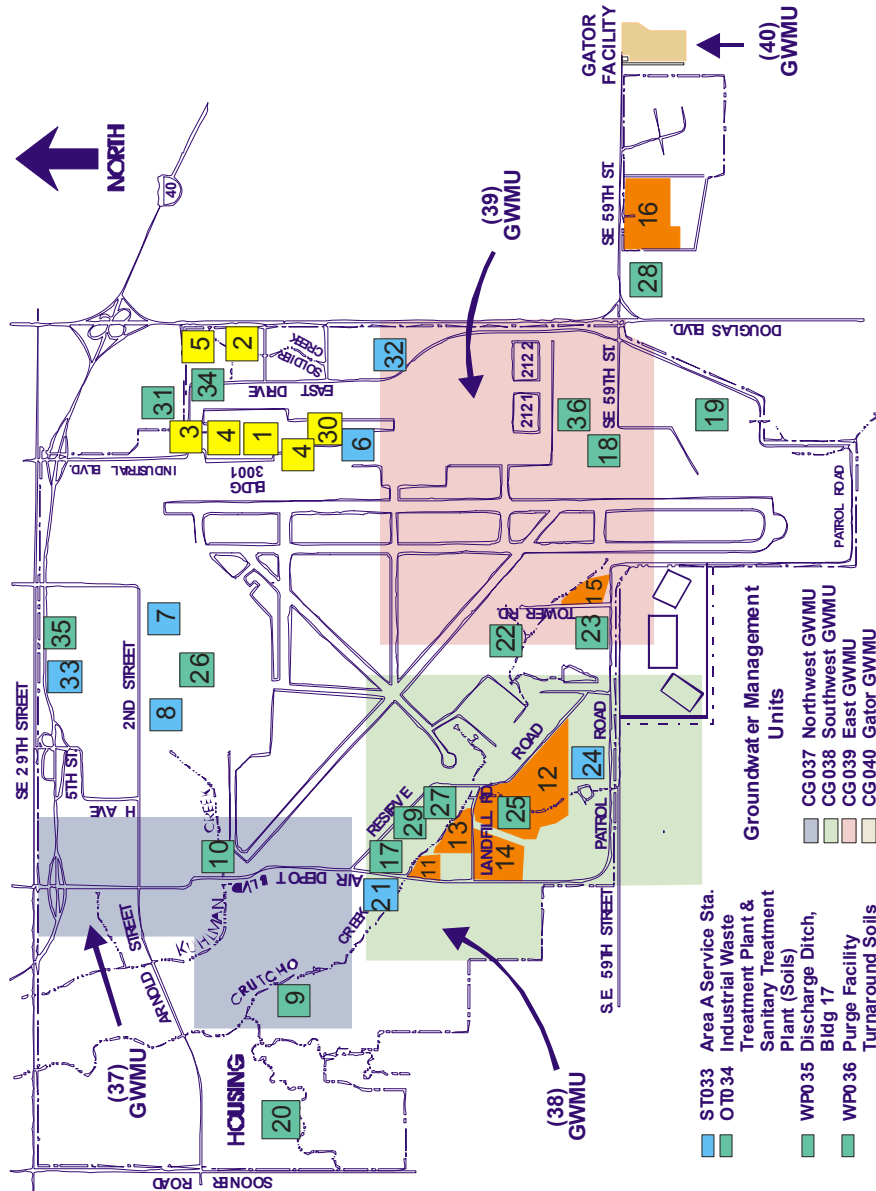 NORTH
40
SE 29TH STREET
5TH ST.
H AVE
2ND STREET
ARNOLD
STREET
(37)
GWMU
KUHLMAN
CREEK
CRUTCHO
CREEK
HOUSING
SOONER
ROAD
AIR DEPOT BLVD
RESERVE
ROAD
LANDFILL RD.
PATROL
ROAD
S.E. 59TH STREET
(38)
GWMU
TOWER RD.
INDUSTRIAL BLVD.
BLDG
3001
EAST DRIVE
SOLDIER
CREEK
(39)
GWMU
2121
2122
SE 59TH ST.
SE 59TH ST.
DOUGLAS BLVD.
PATROL ROAD
GATOR
FACILITY
(40)
GWMU
33
35
7
8
26
10
9
20
21
17
29
27
11
13
14
25
12
24
22
23
15
31
34
5
2
3
4
1
4
30
6
32
36
18
19
28
16
ST033 Area A Service Sta.
OT034 Industrial Waste
Treatment Plant &
Sanitary Treatment
Plant (Soils)
WP035 Discharge Ditch,
Bldg 17
WP036 Purge Facility
Turnaround Soils
Groundwater Management
Units
CG037 Northwest GWMU
CG038 Southwest GWMU
CG039 East GWMU
CG040 Gator GWMU